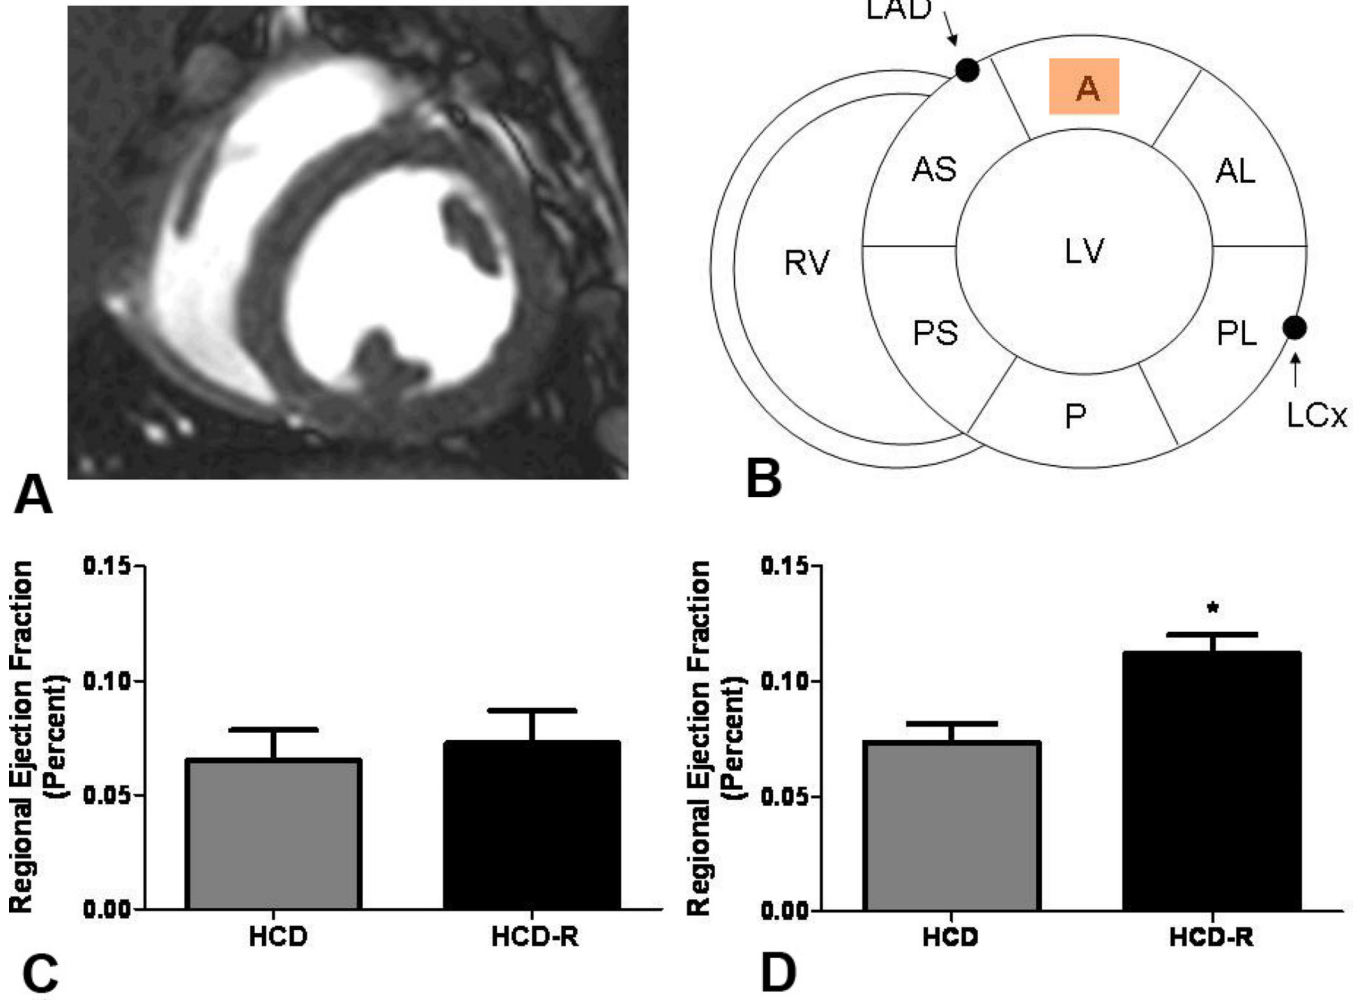 LAD
A
AS
AL
RV
LV
PS
PL
P
LCx
A
B
Regional Ejection Fraction
(Percent)
0.15
0.10
0.05
0.00
HCD
HCD-R
C
Regional Ejection Fraction
(Percent)
0.15
0.10
0.05
0.00
*
HCD
HCD-R
D